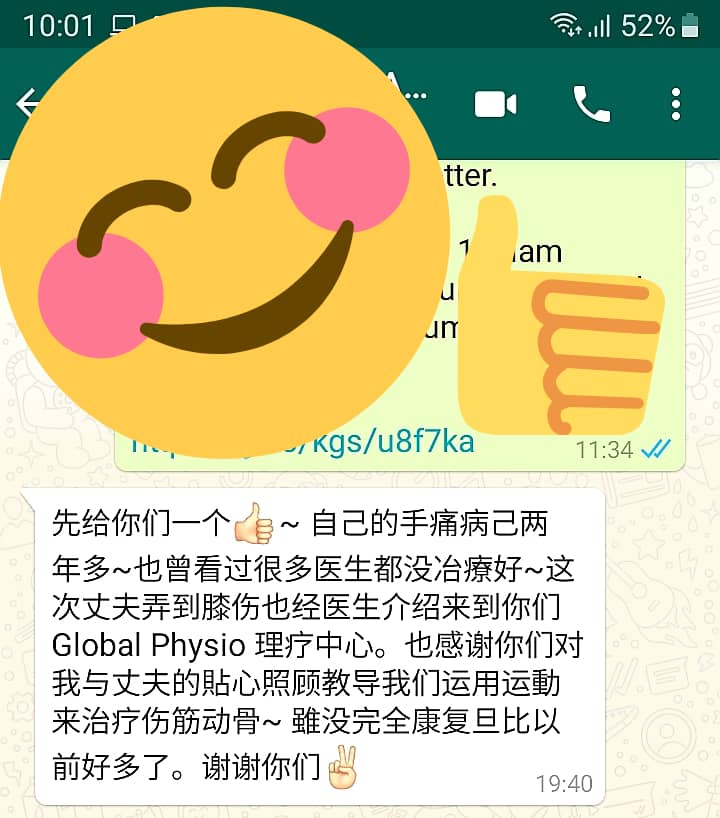 10:01 52%
tter.
am
um
kgs/u8f7ka
11:34
先给你们一个👍~ 自己的手痛病己两
年多~也曾看过很多医生都没冶療好~这
次丈夫弄到膝伤也经医生介绍来到你们
Global Physio 理疗中心。也感谢你们对
我与丈夫的貼心照顾教导我们运用运動
来治疗伤筋动骨~ 雖没完全康复旦比以
前好多了。谢谢你们✌
19:40